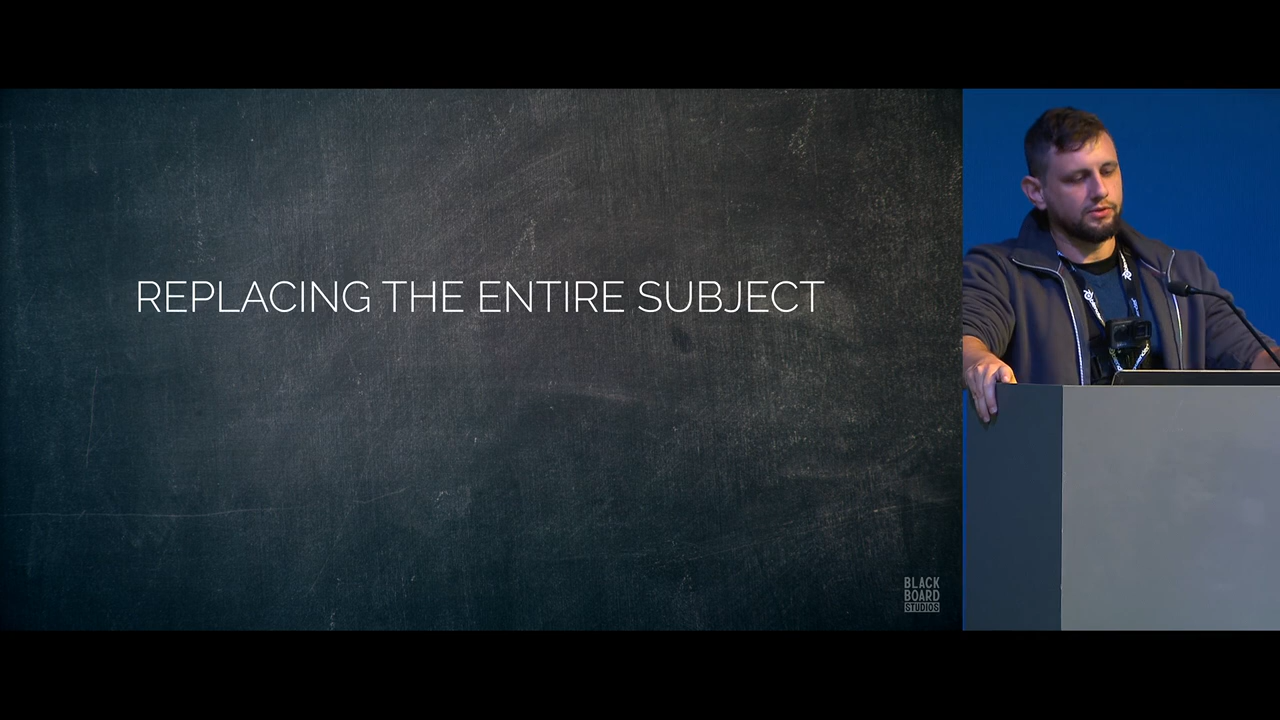 REPLACING THE ENTIRE SUBJECT
BLACK
BOARD
STUDIOS